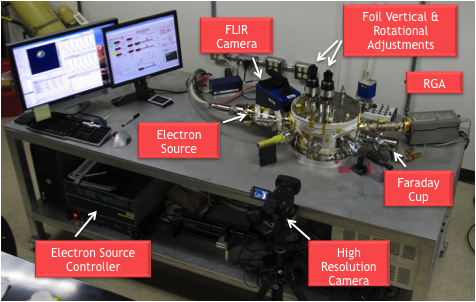 FLIR
Camera
Foil Vertical &
Rotational
Adjustments
RGA
Electron
Source
Faraday
Cup
Electron Source
Controller
High
Resolution
Camera